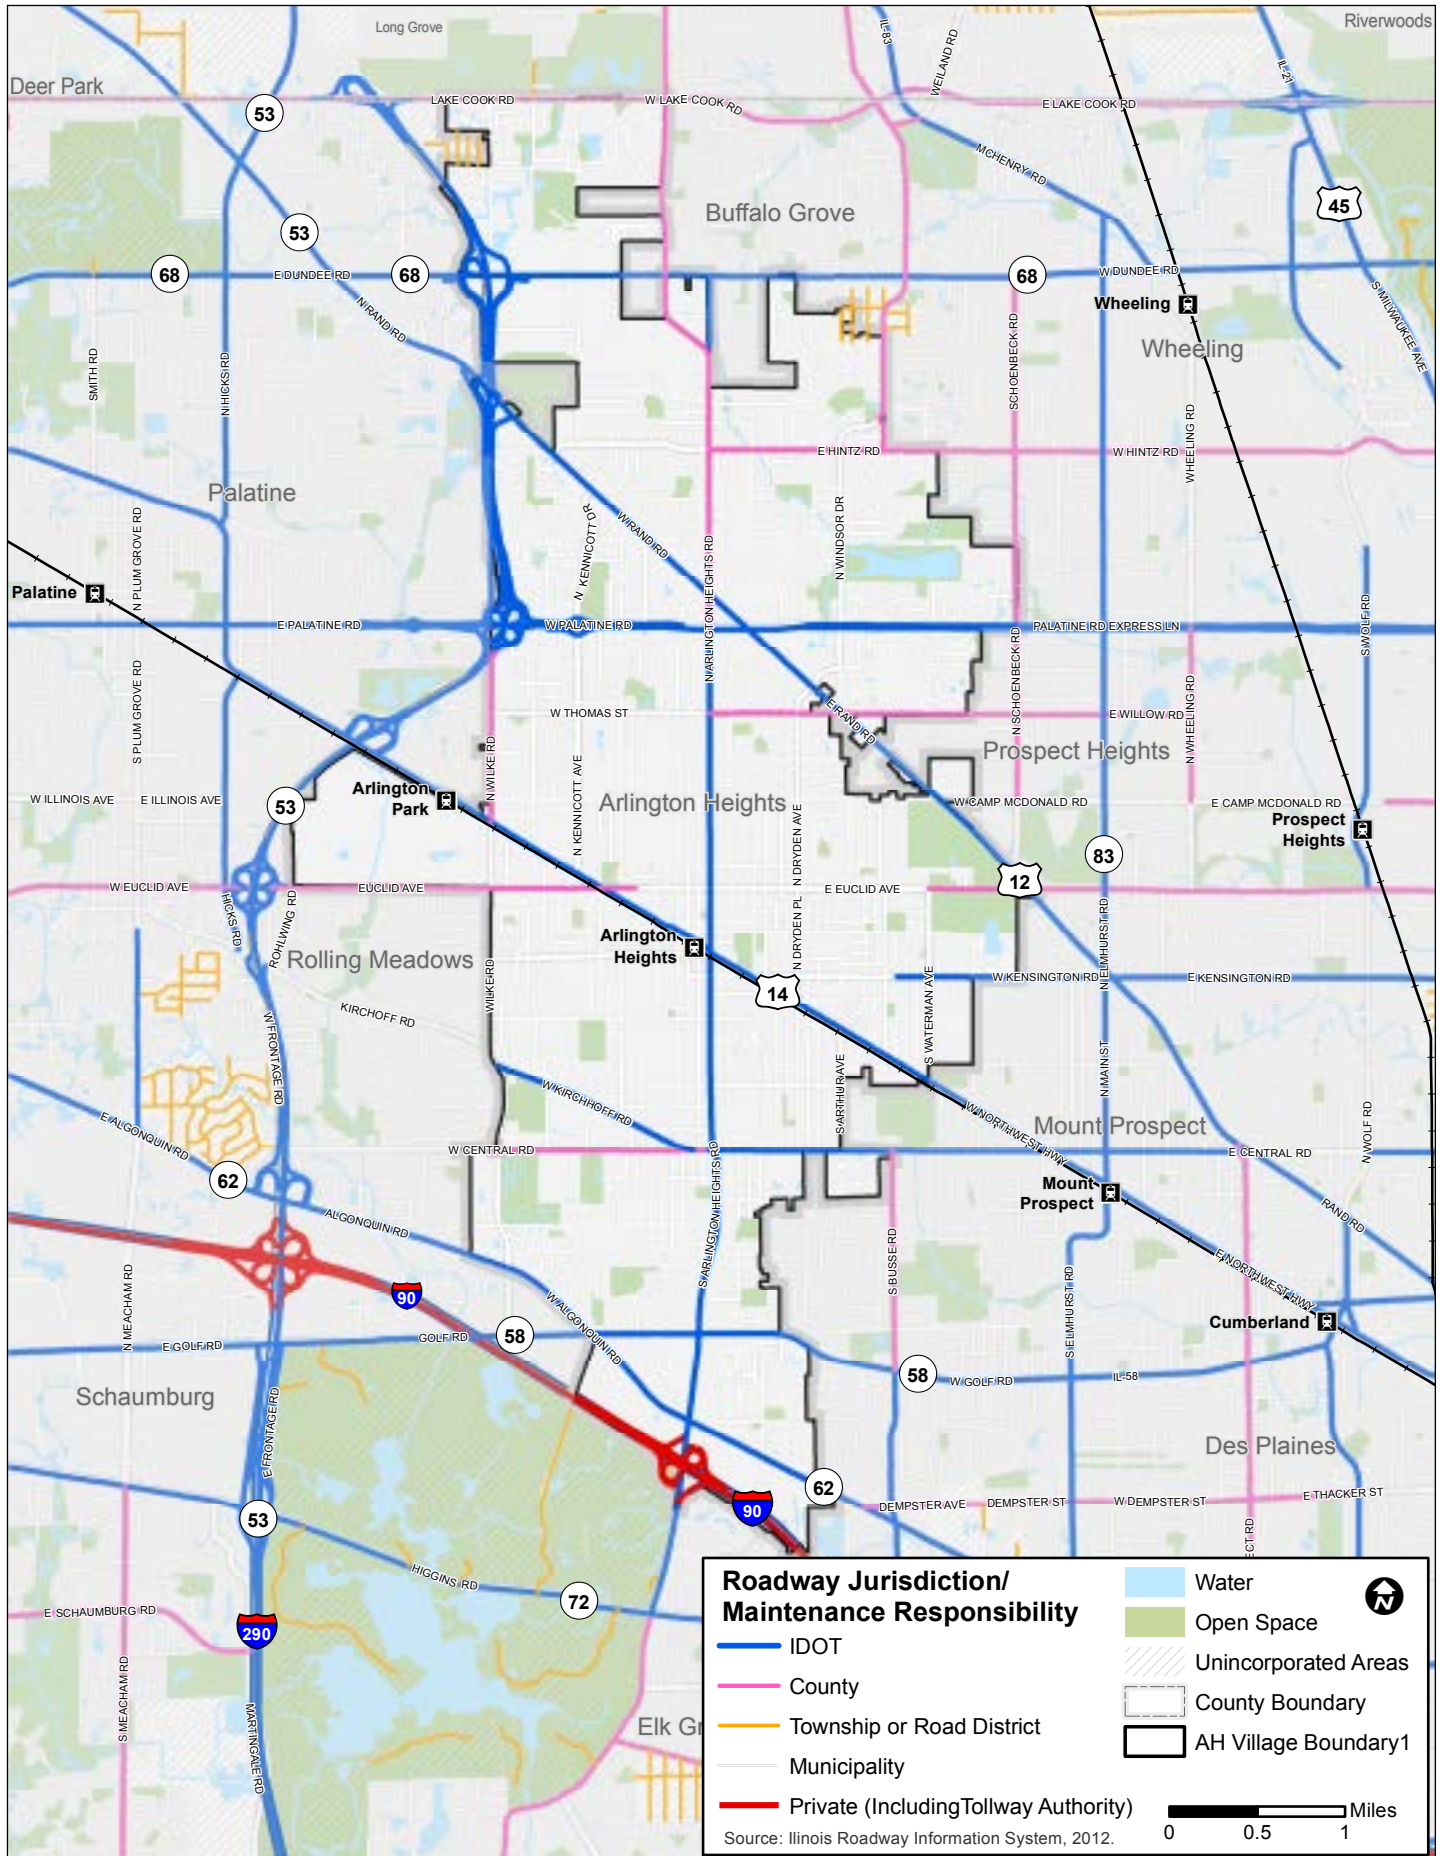 Long Grove
Riverwoods
IL-83
WEILAND RD
IL-21
Deer Park
LAKE COOK RD
W LAKE COOK RD
E LAKE COOK RD
53
MCHENRY RD
Buffalo Grove
45
53
68
E DUNDEE RD
68
68
W DUNDEE RD
Wheeling
N RAND RD
S MILWAUKEE AVE
SMITH RD
N HICKS RD
SCHOENBECK RD
Wheeling
WHEELING RD
E HINTZ RD
W HINTZ RD
Palatine
N PLUM GROVE RD
N KENNICOTT DR
W RAND RD
N ARLINGTON HEIGHTS RD
N WINDSOR DR
Palatine
S WOLF RD
E PALATINE RD
W PALATINE RD
PALATINE RD EXPRESS LN
S PLUM GROVE RD
N SCHOENBECK RD
N WHEELING RD
W THOMAS ST
E RAND RD
E WILLOW RD
N WILKE RD
N KENNICOTT AVE
Prospect Heights
W ILLINOIS AVE
E ILLINOIS AVE
53
Arlington
Park
Arlington Heights
N DRYDEN AVE
W CAMP MCDONALD RD
E CAMP MCDONALD RD
Prospect
Heights
83
12
W EUCLID AVE
EUCLID AVE
E EUCLID AVE
HICKS RD
ROHLWING RD
N DRYDEN PL
N ELMHURST RD
Rolling Meadows
Arlington
Heights
WILKE RD
14
W KENSINGTON RD
E KENSINGTON RD
KIRCHOFF RD
W FRONTAGE RD
S WATERMAN AVE
N MAIN ST
W KIRCHHOFF RD
S ARTHUR AVE
E ALGONQUIN RD
W NORTHWEST HWY
Mount Prospect
N WOLF RD
W CENTRAL RD
E CENTRAL RD
62
S ARLINGTON HEIGHTS RD
Mount
Prospect
RAND RD
ALGONQUIN RD
S BUSSE RD
E NORTHWEST HWY
N MEACHAM RD
90
W ALGONQUIN RD
S ELMHURST RD
E GOLF RD
GOLF RD
58
Cumberland
58
W GOLF RD
IL-58
Schaumburg
E FRONTAGE RD
Des Plaines
62
90
DEMPSTER AVE
DEMPSTER ST
W DEMPSTER ST
E THACKER ST
53
ECT RD
HIGGINS RD
72
E SCHAUMBURG RD
290
S MEACHAM RD
MARTINGALE RD
Elk Gr
Roadway Jurisdiction/
Maintenance Responsibility
IDOT
County
Township or Road District
Municipality
Private (IncludingTollway Authority)
Source: Ilinois Roadway Information System, 2012.
Water
Open Space
Unincorporated Areas
County Boundary
AH Village Boundary1
N
Miles
0 0.5 1